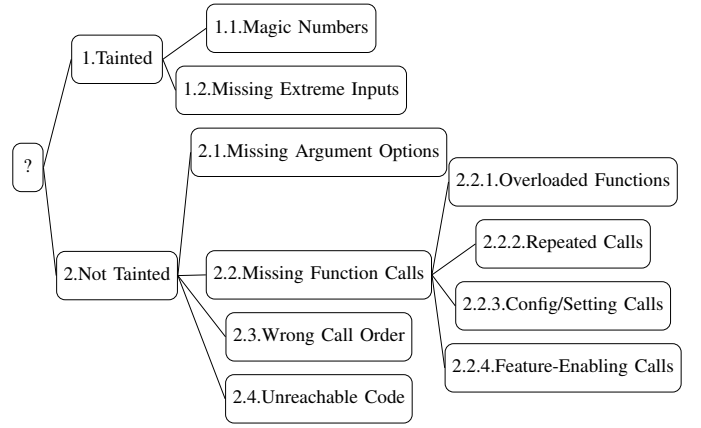 1.1.Magic Numbers
1.Tainted
1.2.Missing Extreme Inputs
?
2.1.Missing Argument Options
2.2.1.Overloaded Functions
2.2.2.Repeated Calls
2.Not Tainted
2.2.Missing Function Calls
2.2.3.Config/Setting Calls
2.3.Wrong Call Order
2.2.4.Feature-Enabling Calls
2.4.Unreachable Code